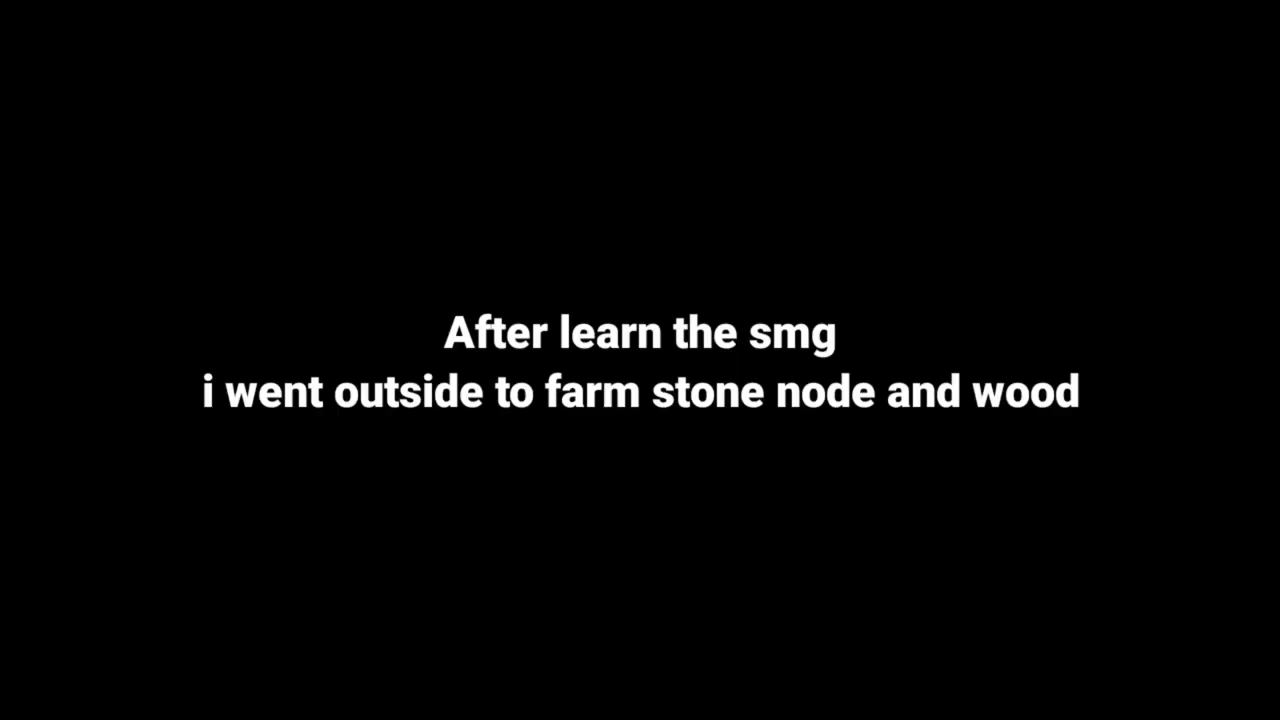 After learn the smg
i went outside to farm stone node and wood